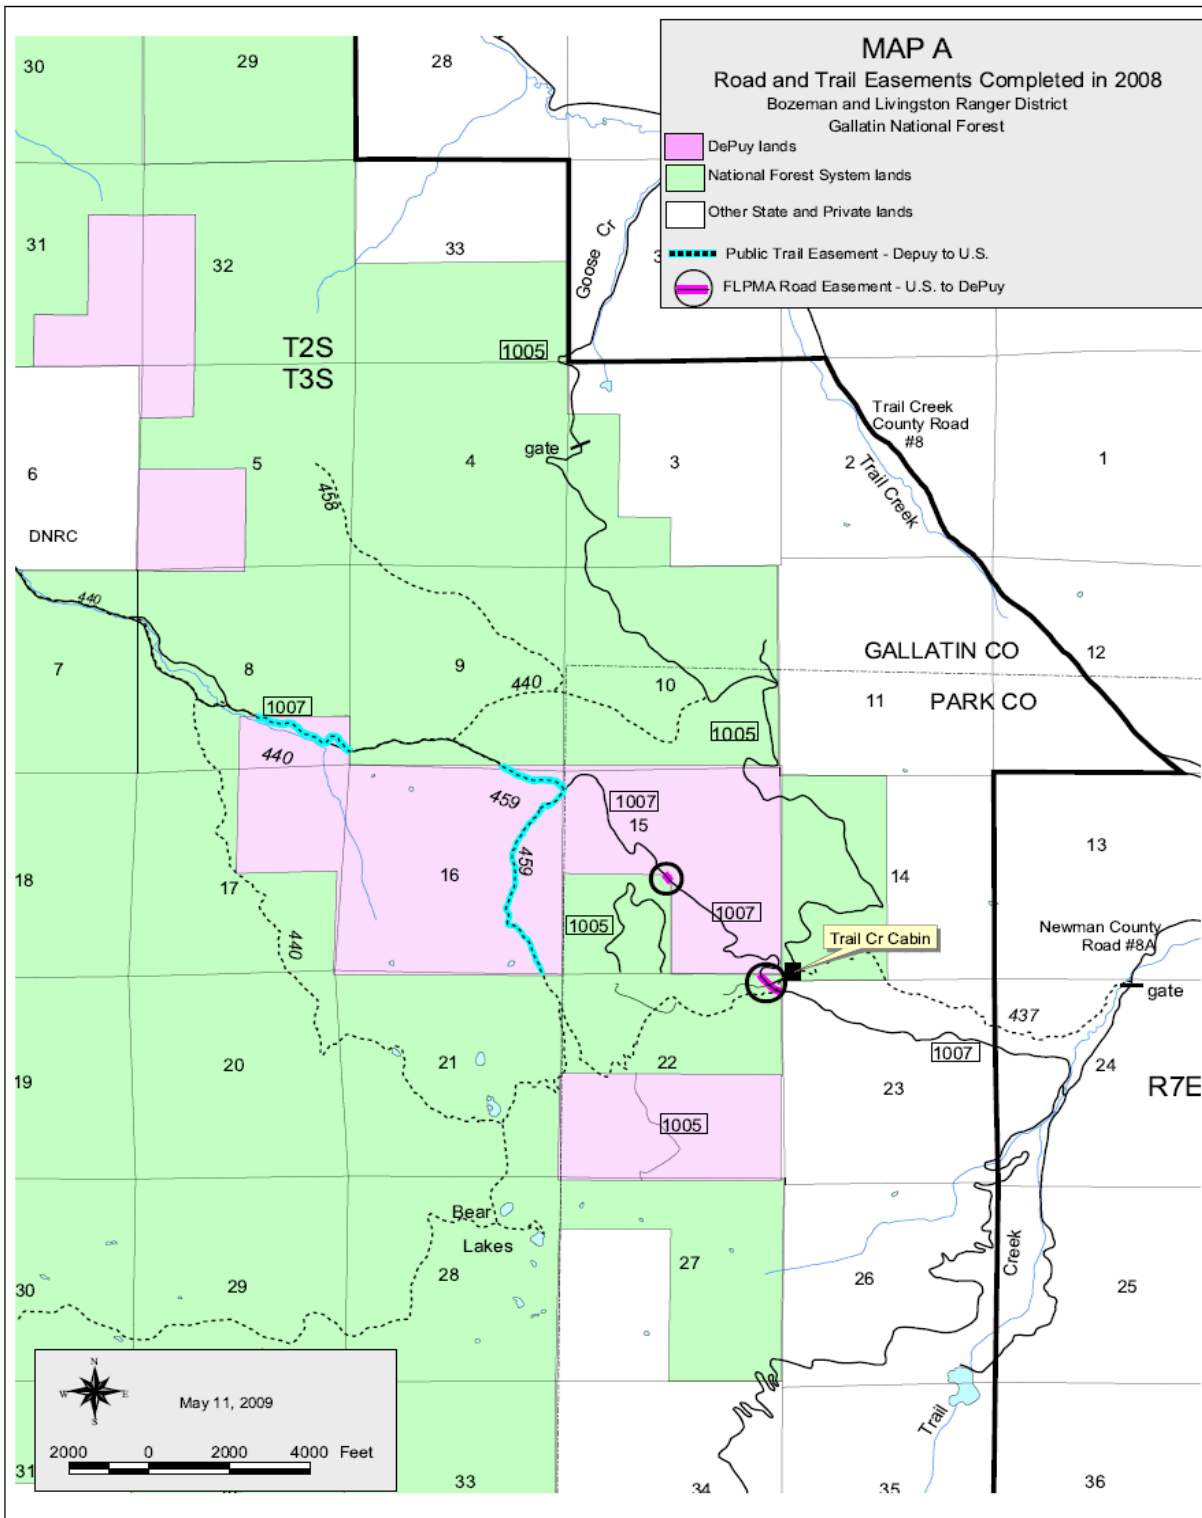 MAP A
Road and Trail Easements Completed in 2008
Bozeman and Livingston Ranger District
Gallatin National Forest
DePuy lands
National Forest System lands
Other State and Private lands
Public Trail Easement - Depuy to U.S.
FLPMA Road Easement - U.S. to DePuy
30
29
28
31
32
33
Goose Cr
T2S
T3S
1005
Trail Creek
County Road
#8
gate
6
5
4
3
2
1
Trail Creek
458
DNRC
440
7
8
9
10
11
12
GALLATIN CO
PARK CO
440
1007
1005
440
459
1007
15
13
18
17
16
459
14
1005
1007
Trail Cr Cabin
Newman County
Road #8A
440
gate
437
1007
19
20
21
22
23
24
R7E
1005
Bear
Lakes
Creek
30
29
28
27
26
25
N
W
E
S
May 11, 2009
Trail
2000
0
2000
4000 Feet
31
33
34
35
36